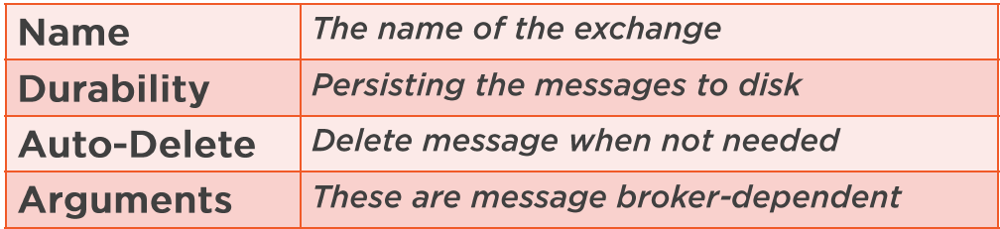 Name The name of the exchange
Durability Persisting the messages to disk
Auto-Delete Delete message when not needed
Arguments These are message broker-dependent